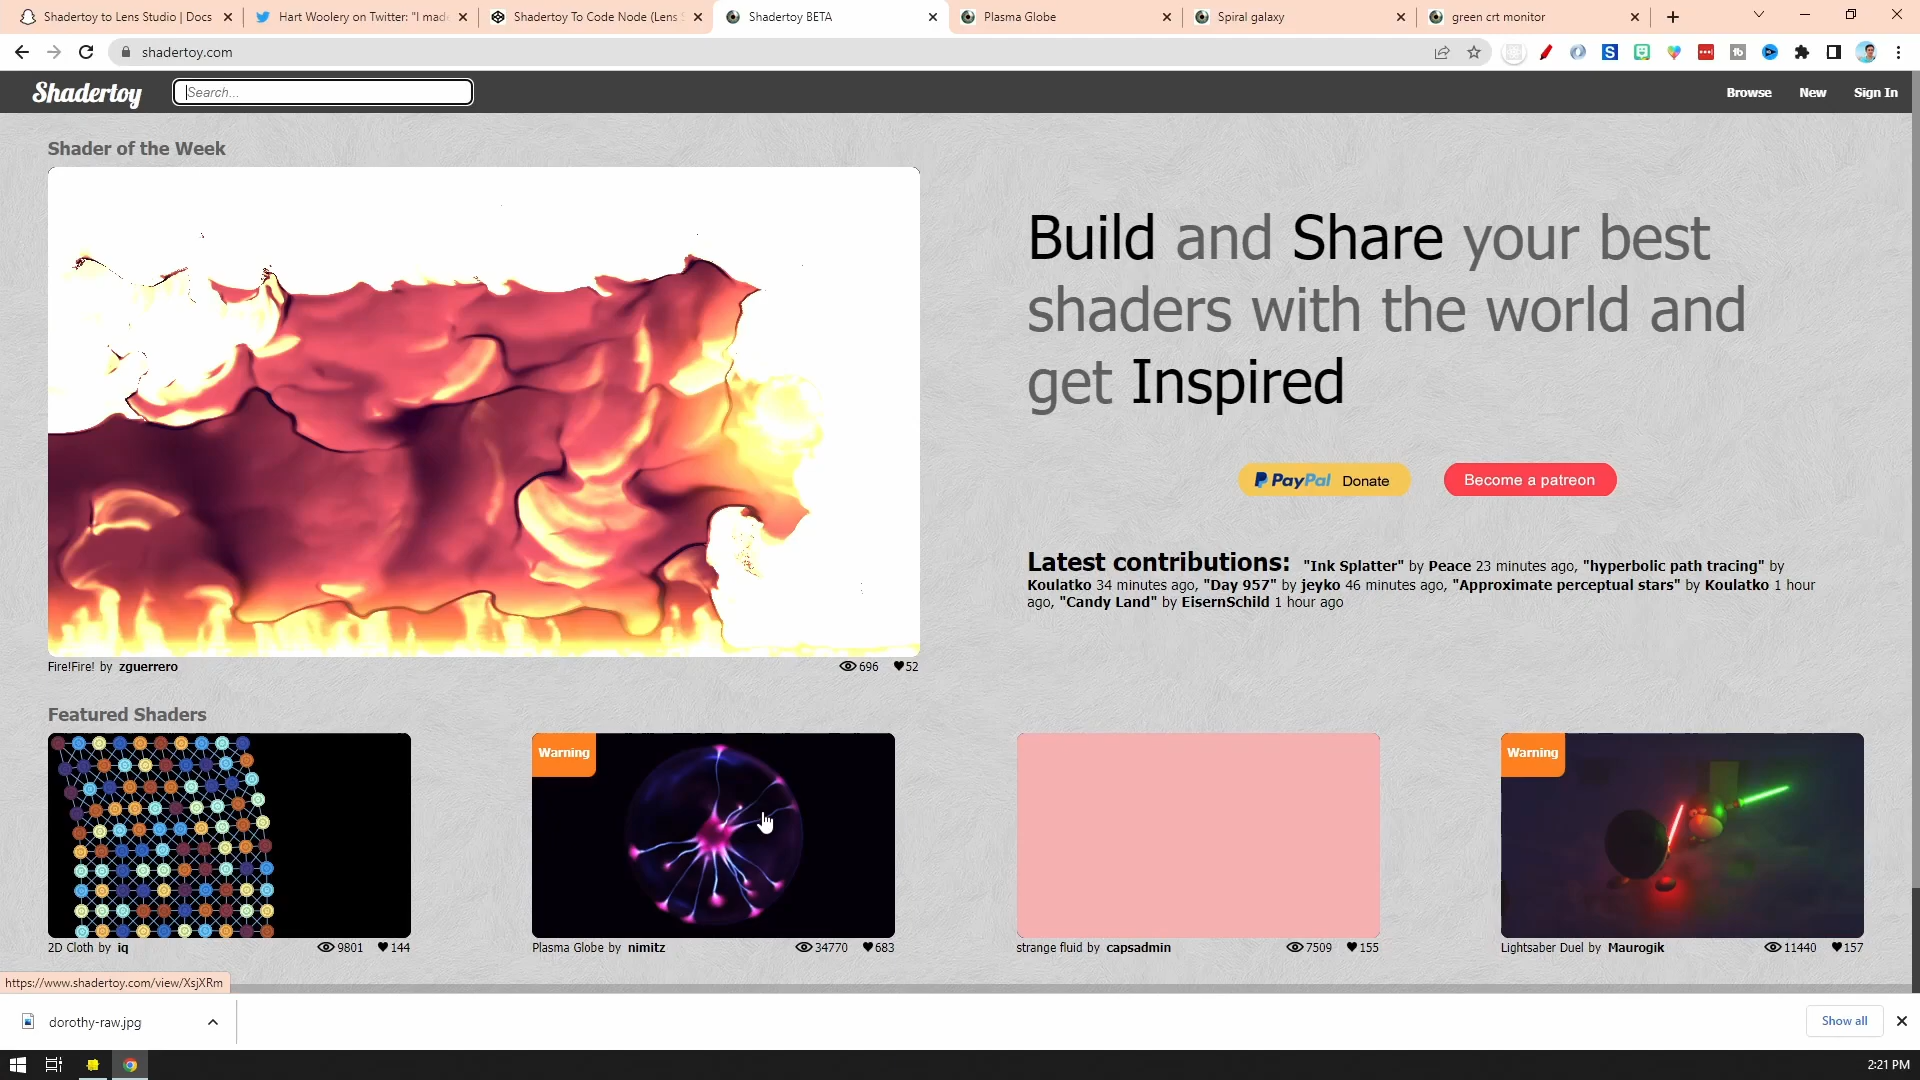 Shadertoy to Lens Studio | Docs
Hart Woolery on Twitter: "I mad
Shadertoy To Code Node (Lens S
Shadertoy BETA
Plasma Globe
Spiral galaxy
green crt monitor
shadertoy.com
Shadertoy
Search...
Browse
New
Sign In
Shader of the Week
Build and Share your best
shaders with the world and
get Inspired
PayPal Donate
Become a patreon
Latest contributions: "Ink Splatter" by Peace 23 minutes ago, "hyperbolic path tracing" by
Koulatko 34 minutes ago, "Day 957" by jeyko 46 minutes ago, "Approximate perceptual stars" by Koulatko 1 hour
ago, "Candy Land" by EisernSchild 1 hour ago
Fire!Fire! by zguerrero
696
52
Featured Shaders
Warning
Warning
2D Cloth by iq
9801
144
Plasma Globe by nimitz
34770
683
strange fluid by capsadmin
7509
155
Lightsaber Duel by Maurogik
11440
157
https://www.shadertoy.com/view/XsjXRm
dorothy-raw.jpg
Show all
2:21 PM